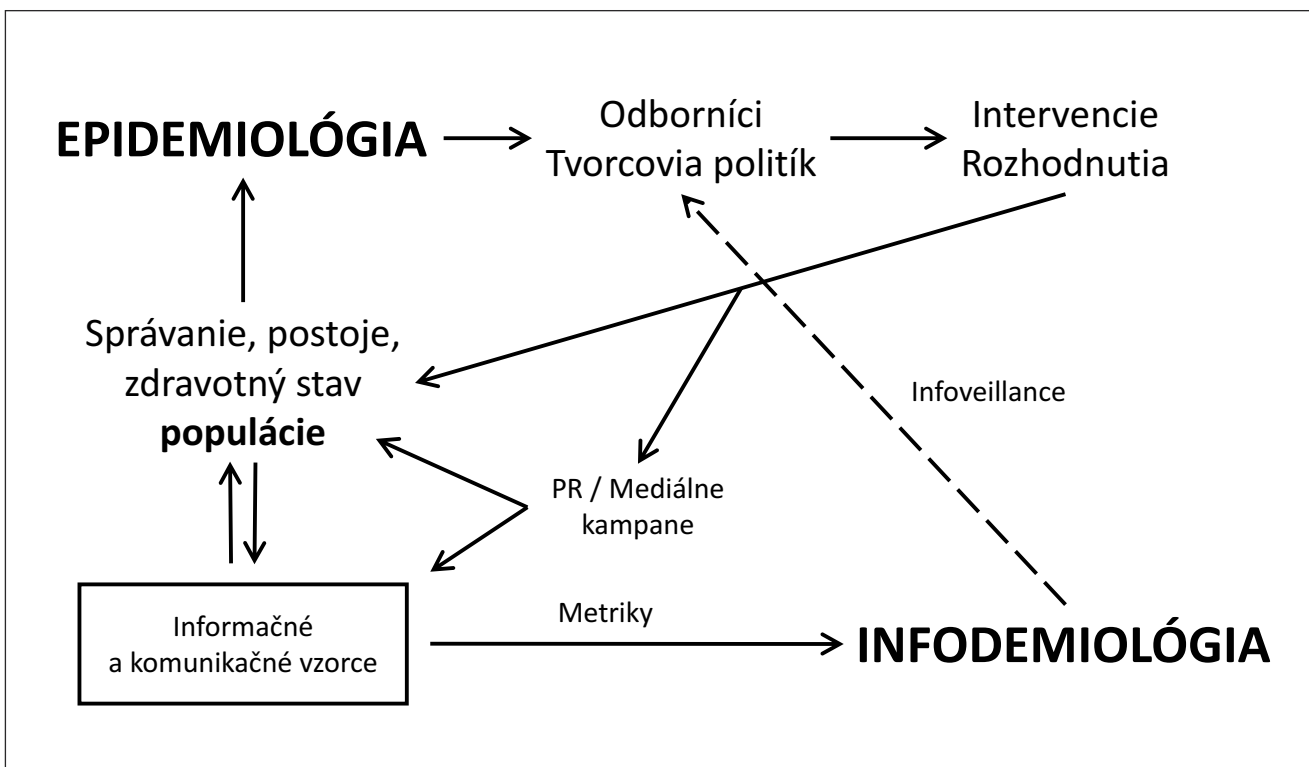 EPIDEMIOLÓGIA
Odborníci
Tvorcovia politík
Intervencie
Rozhodnutia
Správanie, postoje,
zdravotný stav
populácie
Infoveillance
PR / Mediálne
kampane
Informačné
a komunikačné vzorce
Metriky
INFODEMIOLÓGIA